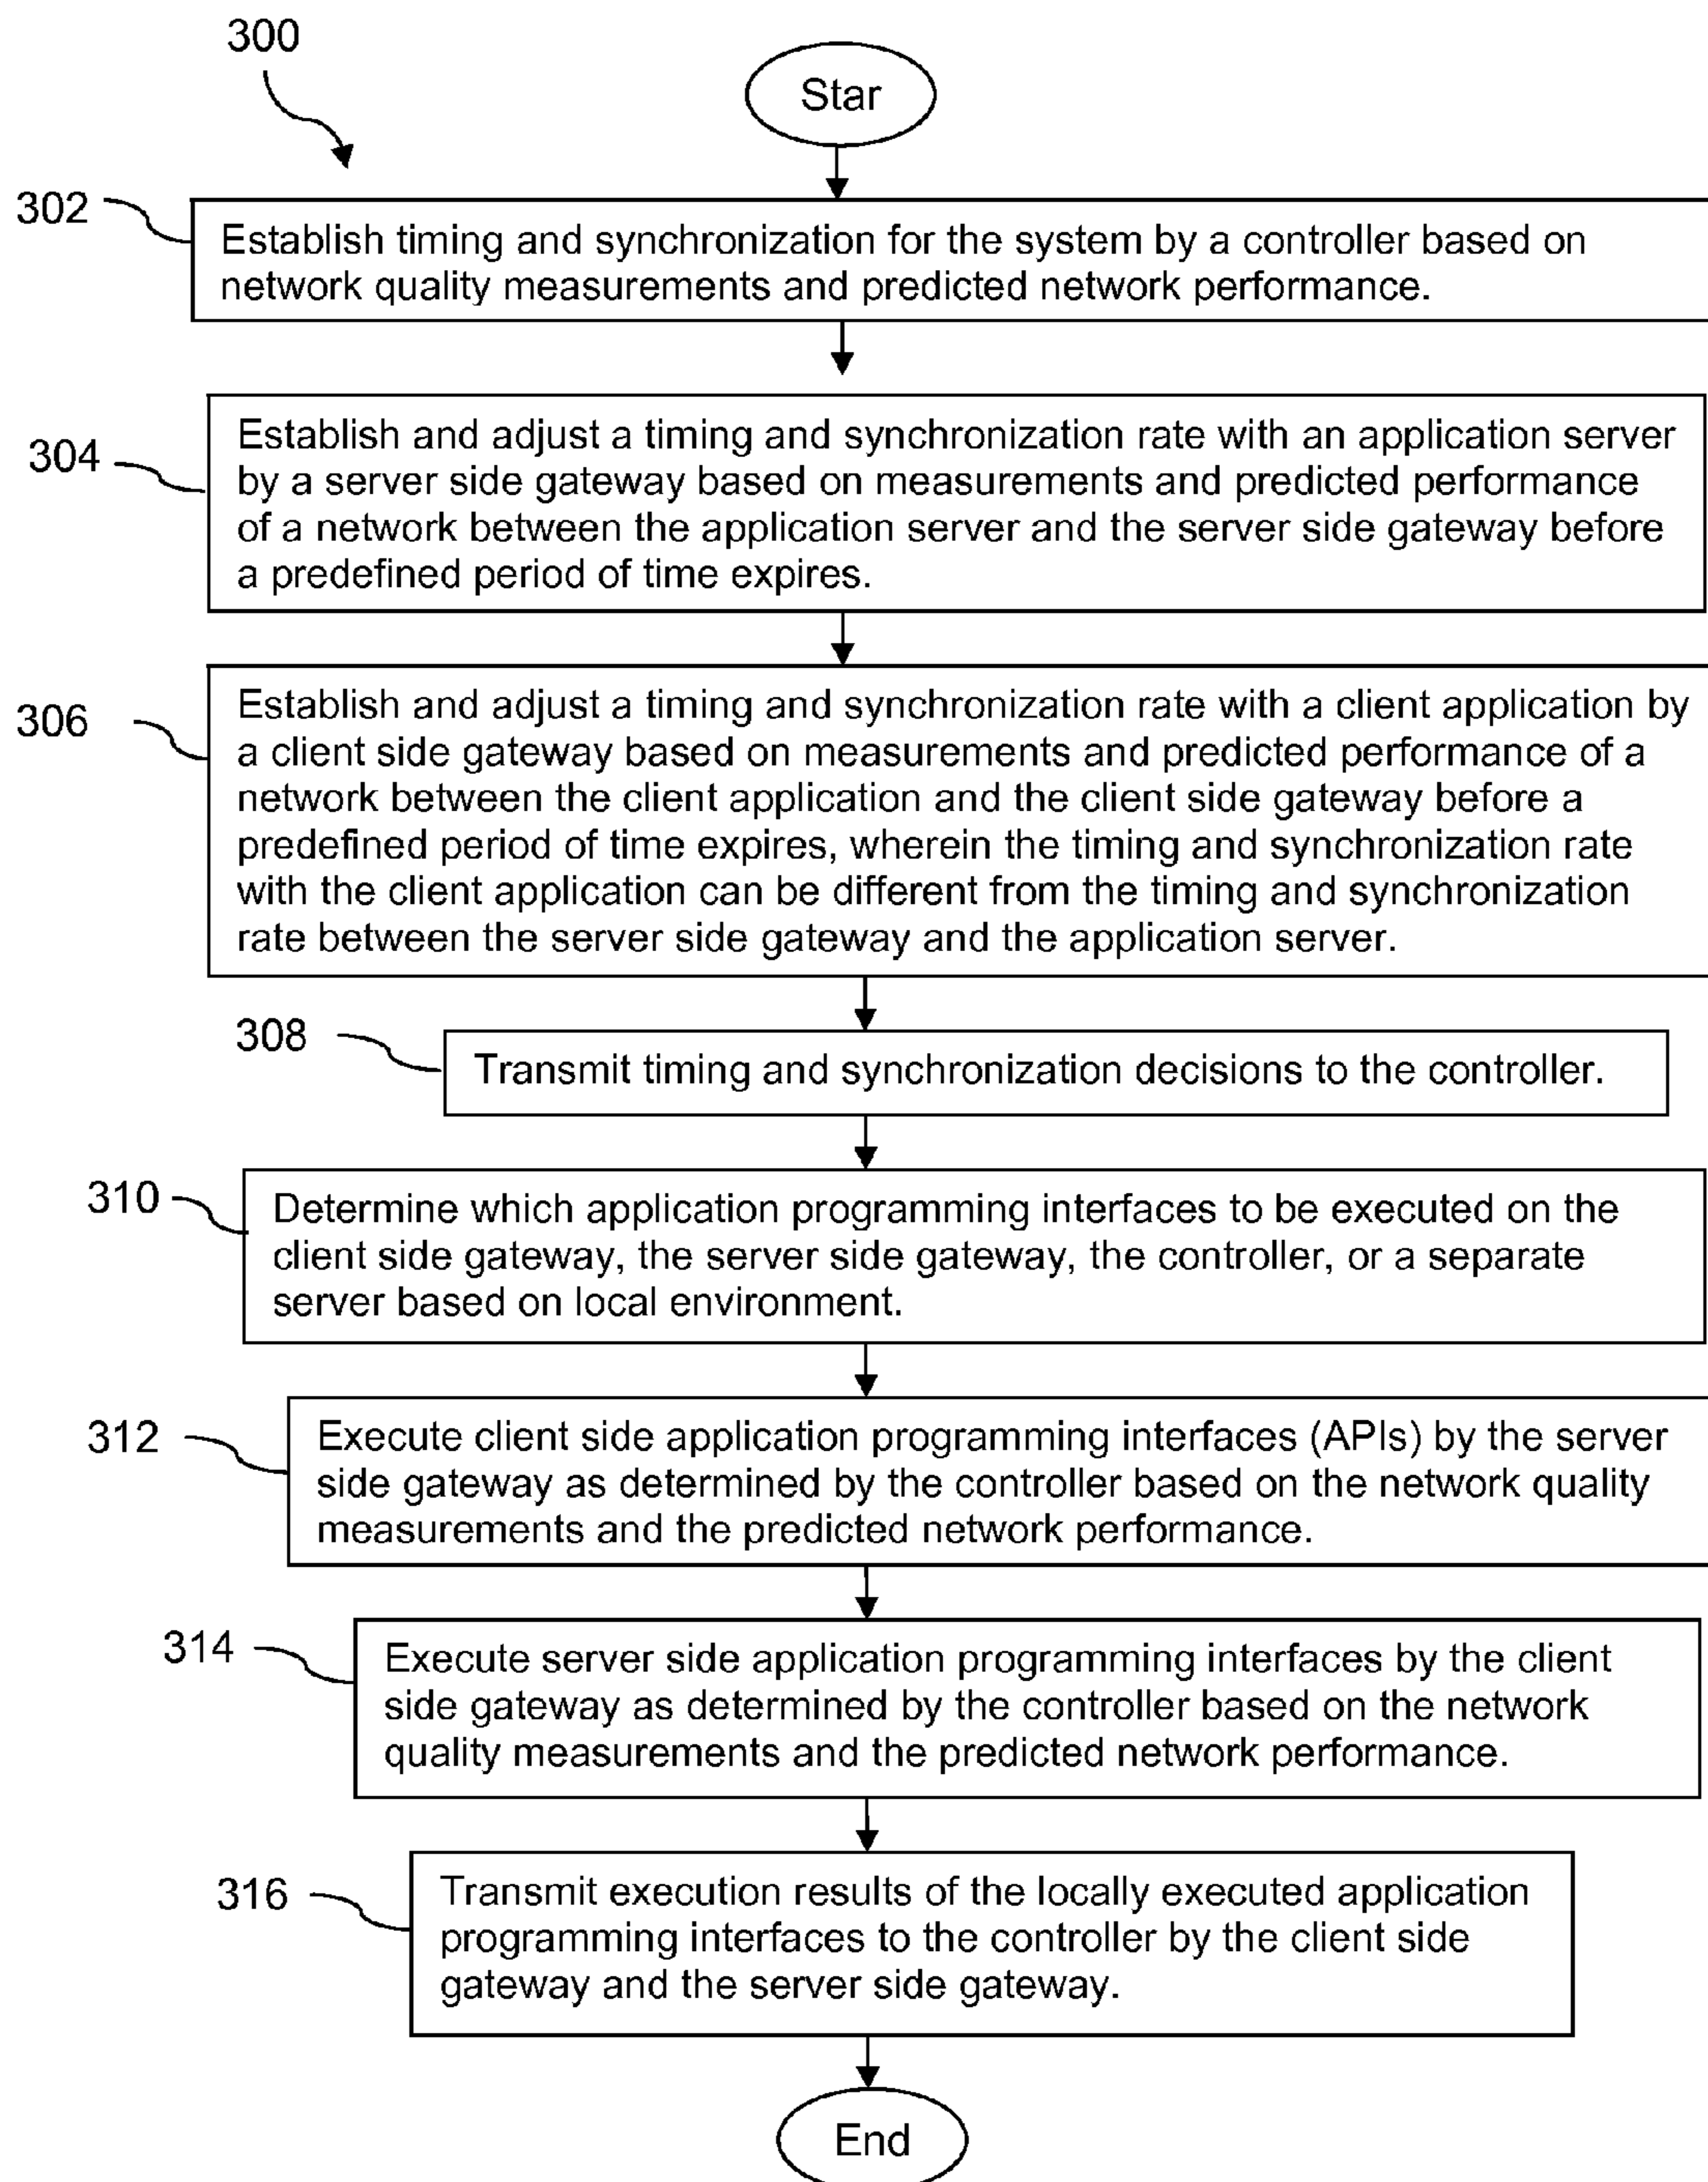 300
Star
302
Establish timing and synchronization for the system by a controller based on
network quality measurements and predicted network performance.
304
Establish and adjust a timing and synchronization rate with an application server
by a server side gateway based on measurements and predicted performance
of a network between the application server and the server side gateway before
a predefined period of time expires.
306
Establish and adjust a timing and synchronization rate with a client application by
a client side gateway based on measurements and predicted performance of a
network between the client application and the client side gateway before a
predefined period of time expires, wherein the timing and synchronization rate
with the client application can be different from the timing and synchronization
rate between the server side gateway and the application server.
308
Transmit timing and synchronization decisions to the controller.
310
Determine which application programming interfaces to be executed on the
client side gateway, the server side gateway, the controller, or a separate
server based on local environment.
312
Execute client side application programming interfaces (APIs) by the server
side gateway as determined by the controller based on the network quality
measurements and the predicted network performance.
314
Execute server side application programming interfaces by the client
side gateway as determined by the controller based on the network
quality measurements and the predicted network performance.
316
Transmit execution results of the locally executed application
programming interfaces to the controller by the client side
gateway and the server side gateway.
End